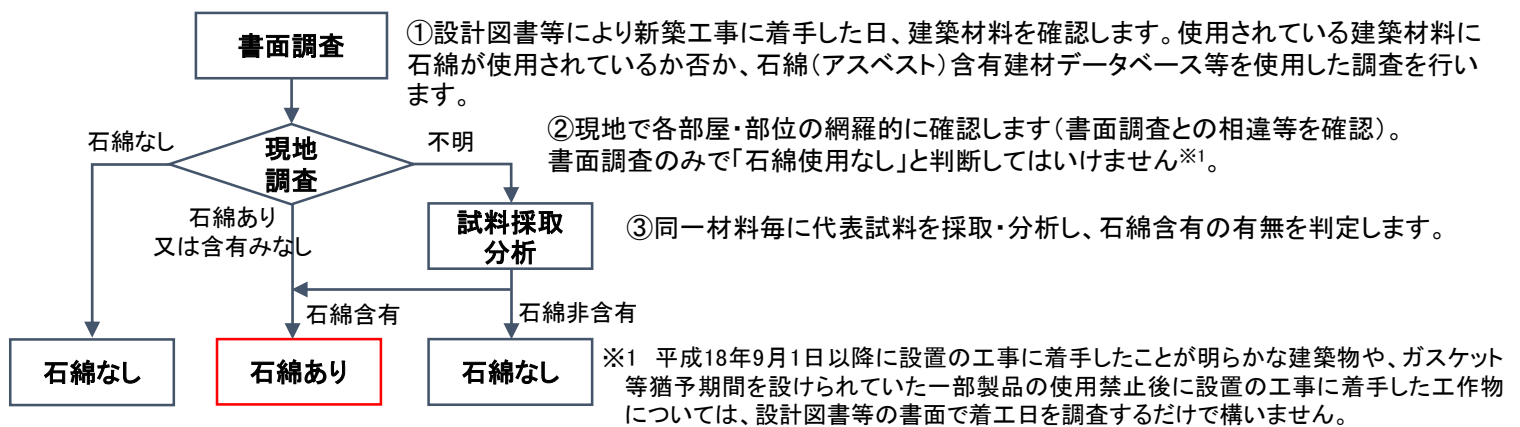 書面調査
①設計図書等により新築工事に着手した日、建築材料を確認します。使用されている建築材料に
石綿が使用されているか否か、石綿(アスベスト)含有建材データベース等を使用した調査を行い
ます。
石綿なし
現地
調査
不明
②現地で各部屋・部位の網羅的に確認します(書面調査との相違等を確認)。
書面調査のみで「石綿使用なし」と判断してはいけません※1。
石綿あり
又は含有みなし
試料採取
分析
③同一材料毎に代表試料を採取・分析し、石綿含有の有無を判定します。
石綿含有
石綿非含有
石綿なし
石綿あり
石綿なし
※1 平成18年9月1日以降に設置の工事に着手したことが明らかな建築物や、ガスケット
等猶予期間を設けられていた一部製品の使用禁止後に設置の工事に着手した工作物
については、設計図書等の書面で着工日を調査するだけで構いません。